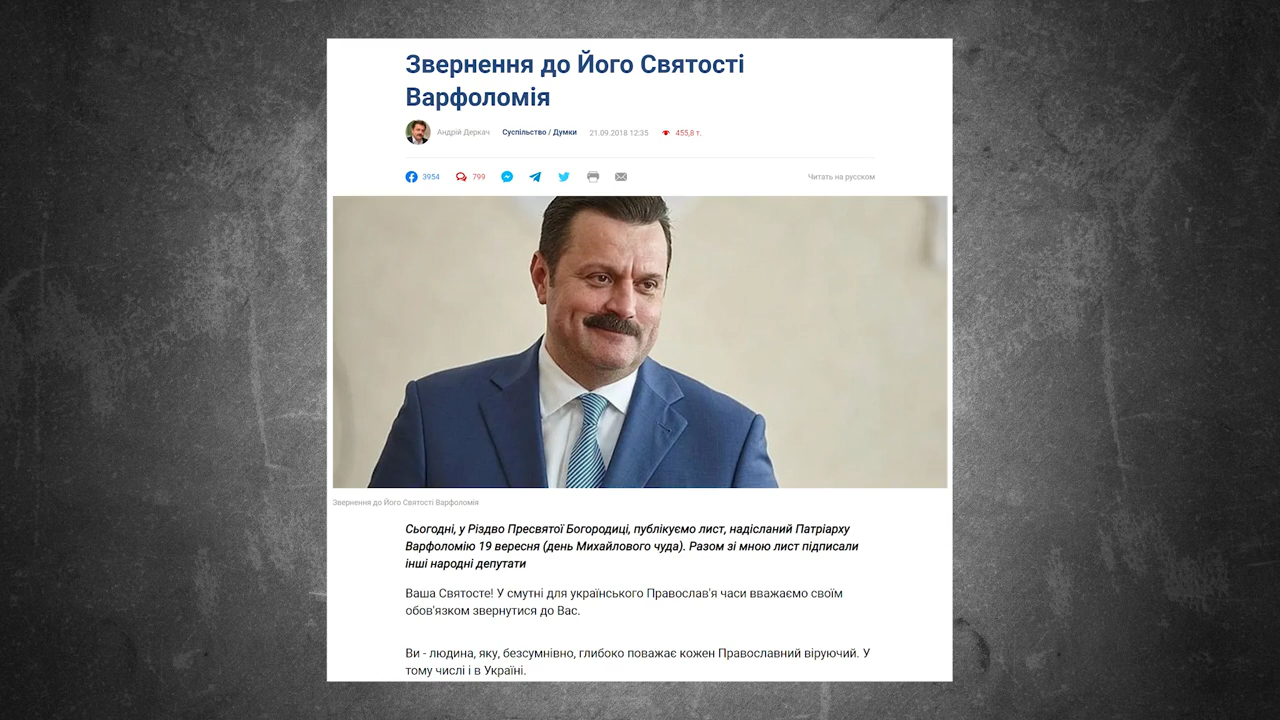 Звернення до Його Святості
Варфоломія
Андрій Деркач Суспільство / Думки 21.09.2018 12:35 455,8 т.
3954 799 Читать на русском
Звернення до Його Святості Варфоломія
Сьогодні, у Різдво Пресвятої Богородиці, публікуємо лист, надісланий Патріарху
Варфоломію 19 вересня (день Михайлового чуда). Разом зі мною лист підписали
інші народні депутати
Ваша Святосте! У смутні для українського Православ'я часи вважаємо своїм
обов'язком звернутися до Вас.
Ви - людина, яку, безсумнівно, глибоко поважає кожен Православний віруючий. У
тому числі і в Україні.